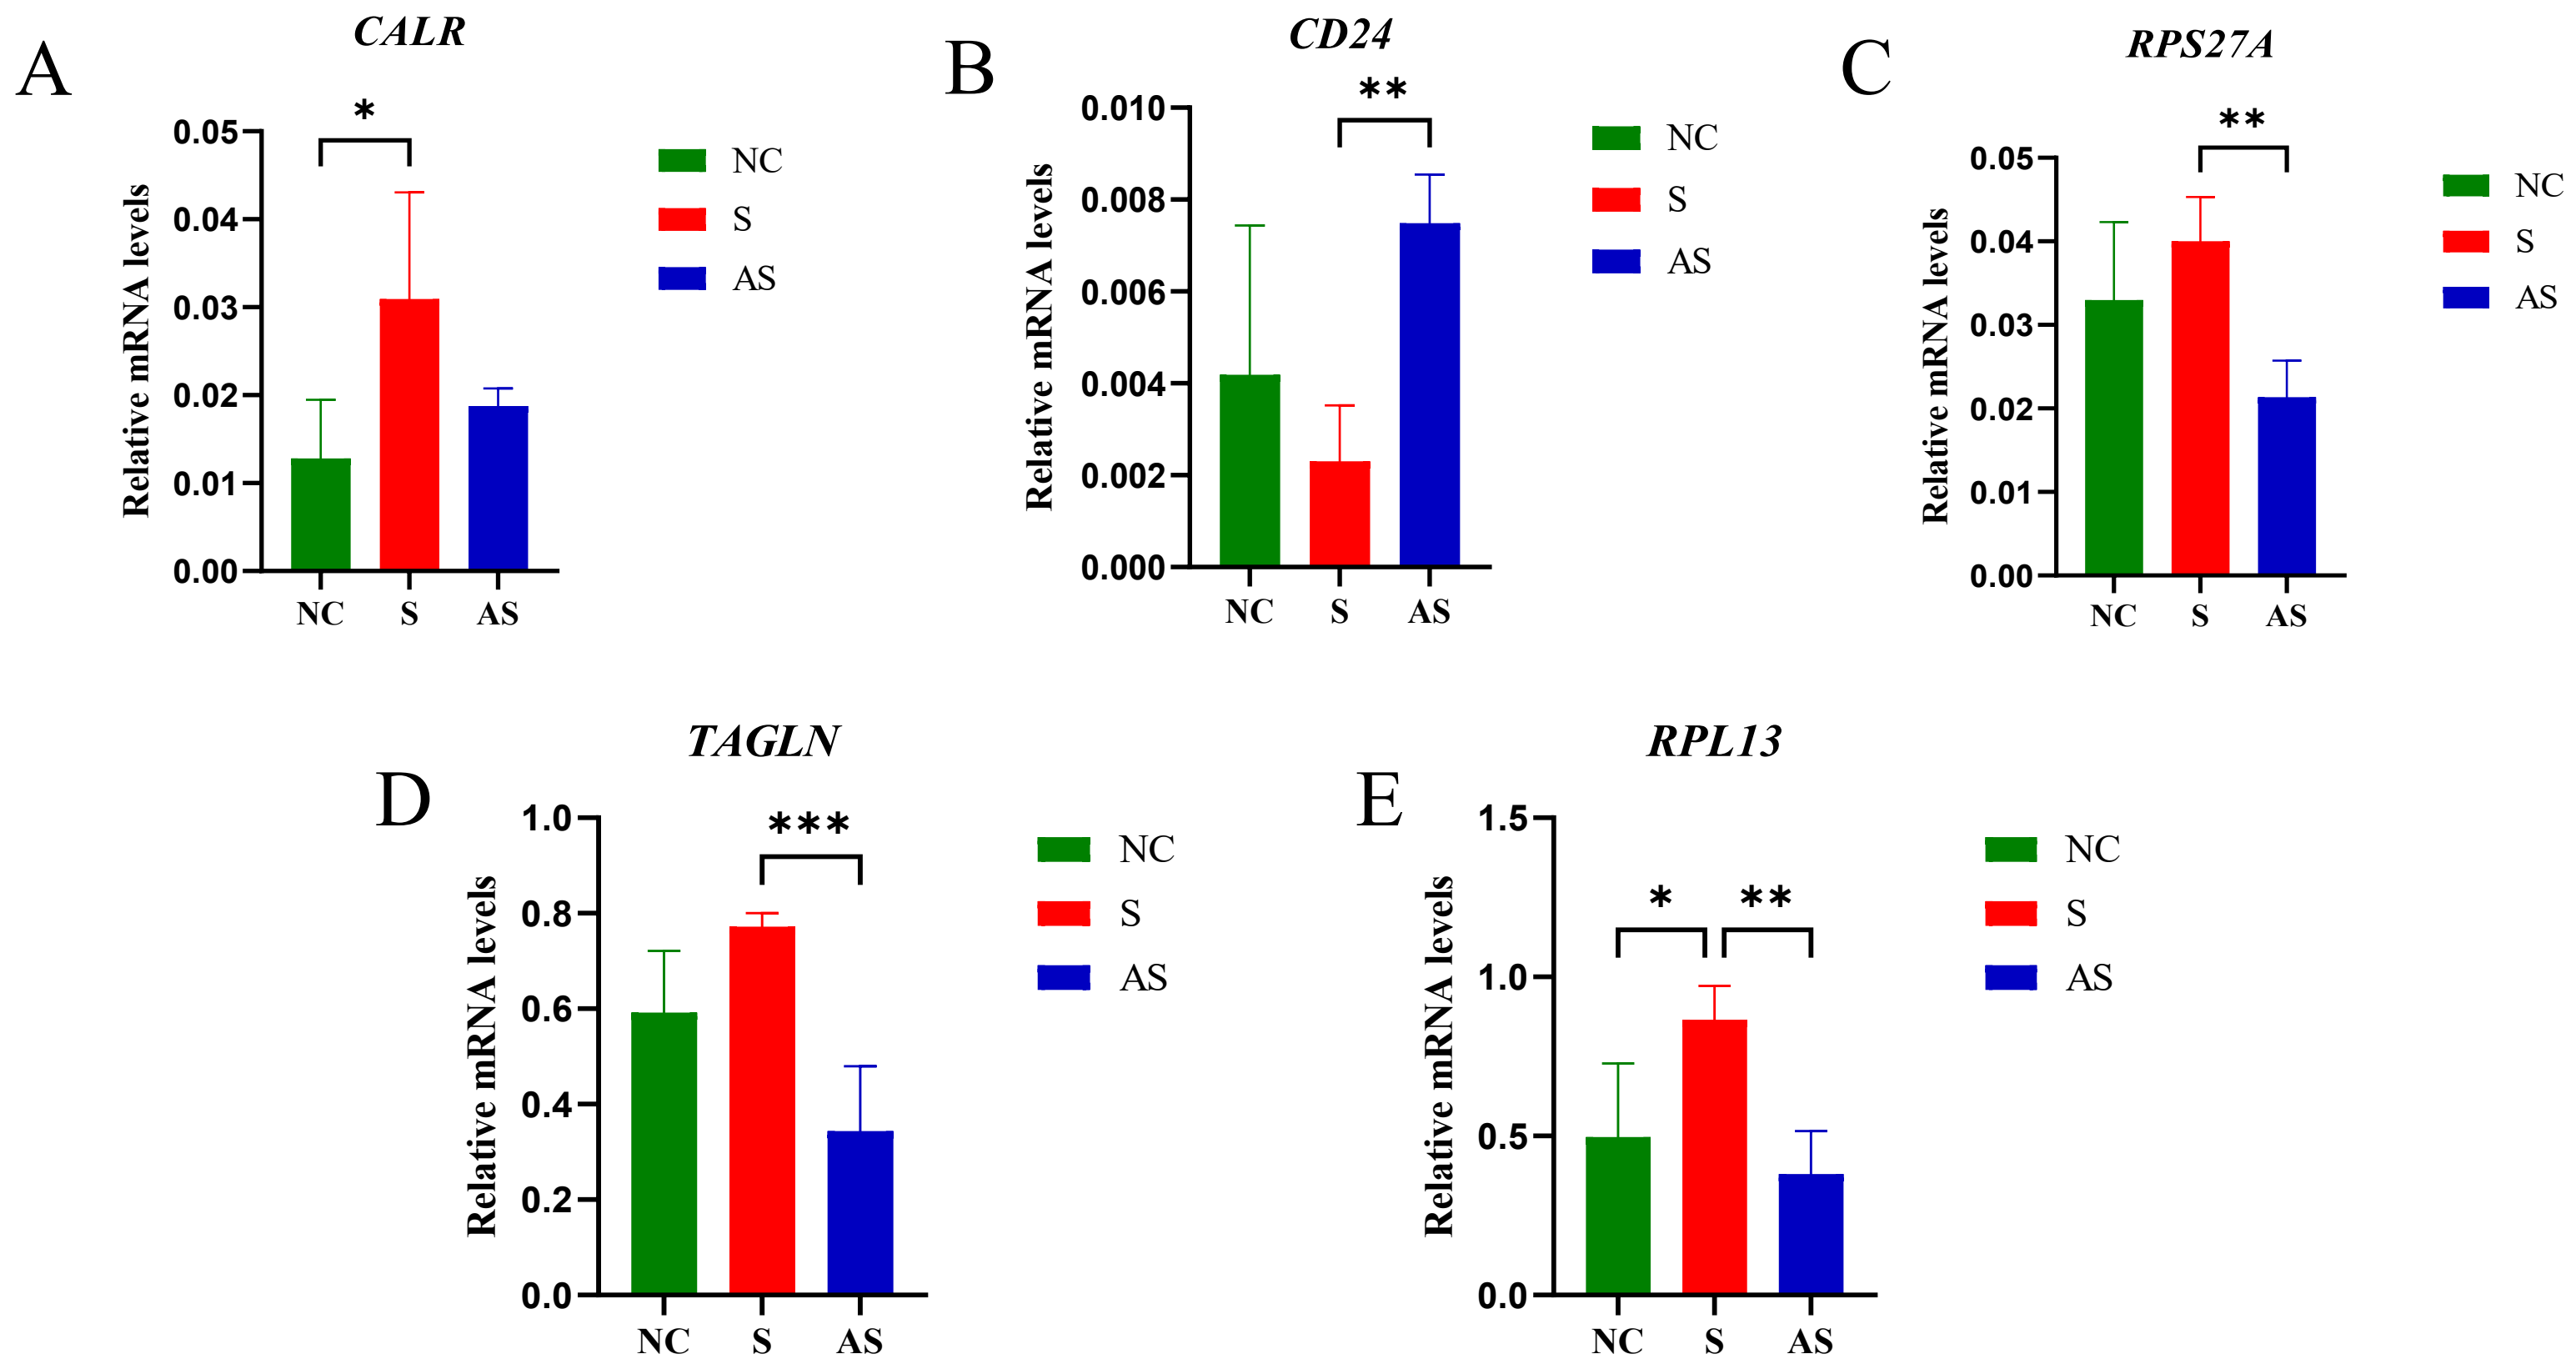 A
CALR
*
Relative mRNA levels
0.05
0.04
0.03
0.02
0.01
0.00
NC
S
AS
NC
S
AS
B
CD24
**
Relative mRNA levels
0.010
0.008
0.006
0.004
0.002
0.000
NC
S
AS
NC
S
AS
C
RPS27A
**
Relative mRNA levels
0.05
0.04
0.03
0.02
0.01
0.00
NC
S
AS
NC
S
AS
D
TAGLN
***
Relative mRNA levels
1.0
0.8
0.6
0.4
0.2
0.0
NC
S
AS
NC
S
AS
E
RPL13
* **
Relative mRNA levels
1.5
1.0
0.5
0.0
NC
S
AS
NC
S
AS